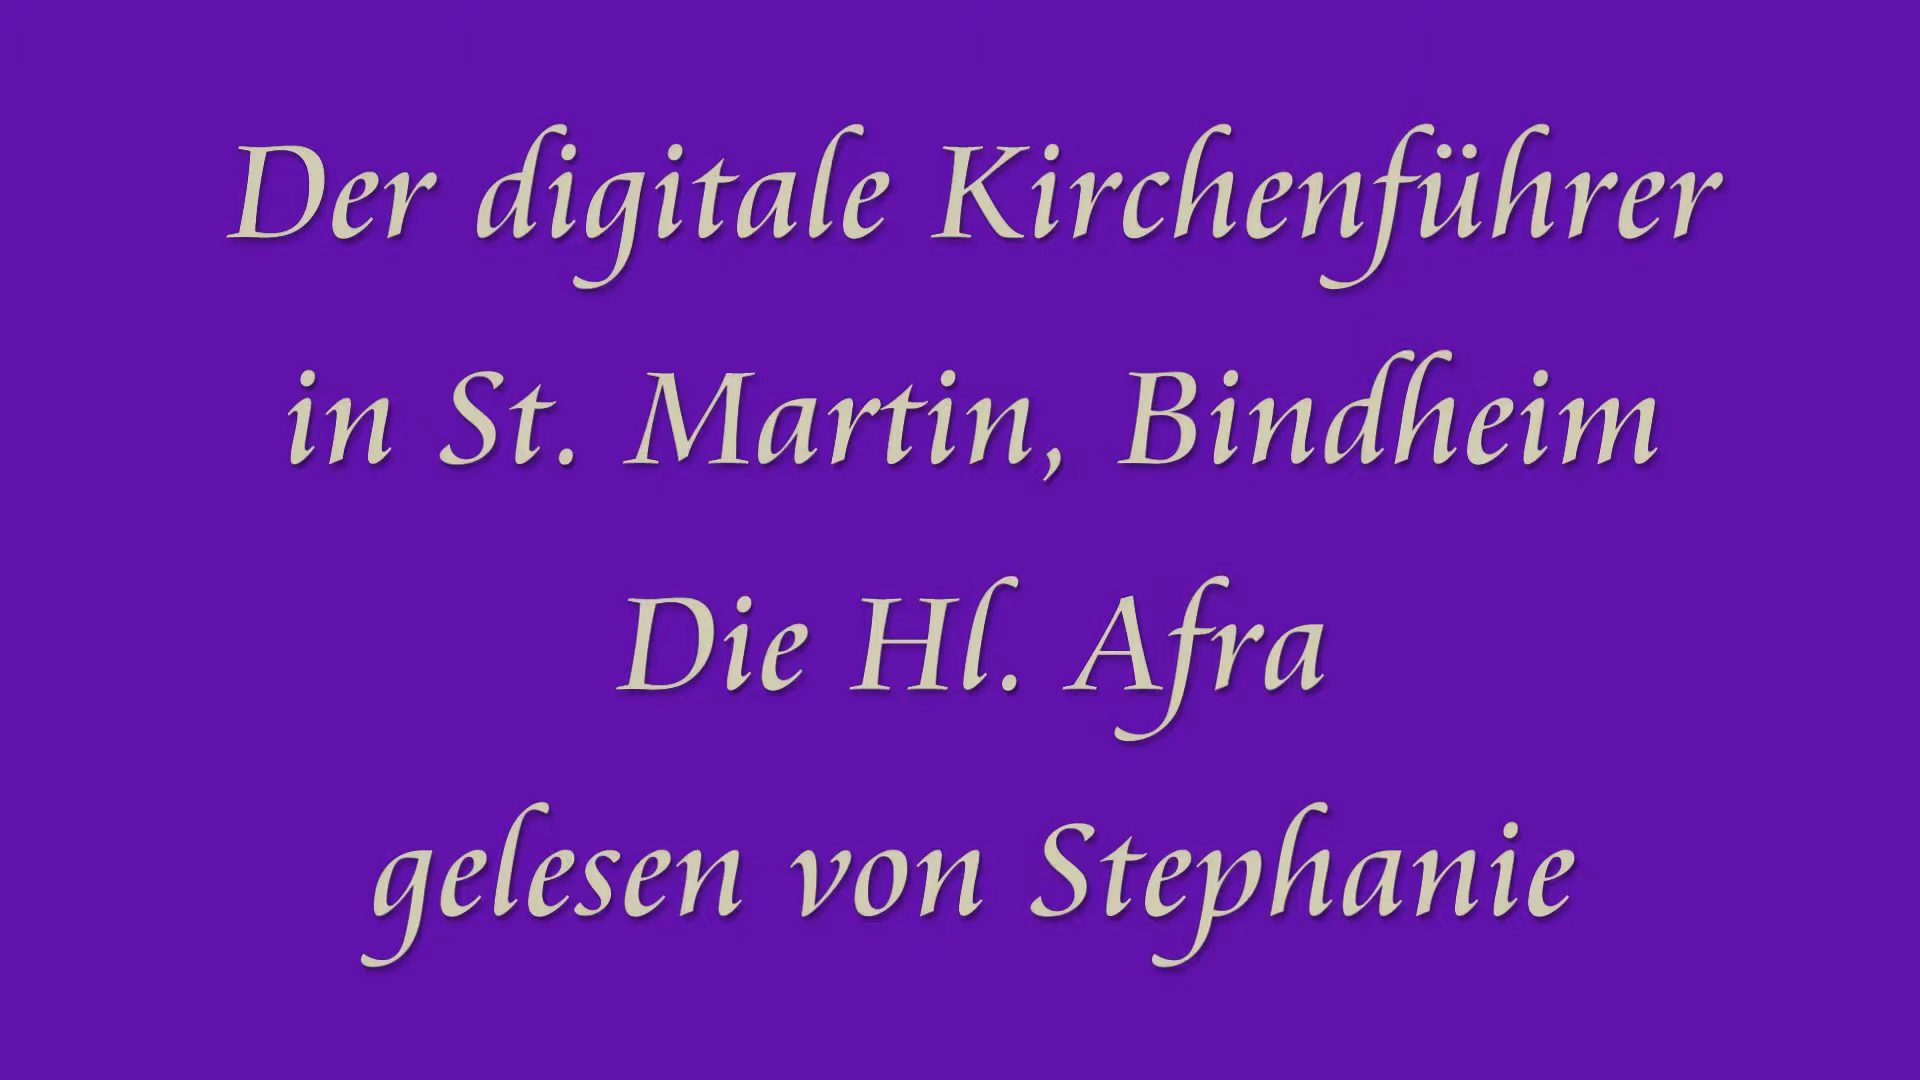 Der digitale Kirchenführer
in St. Martin, Bindheim
Die Hl. Afra
gelesen von Stephanie